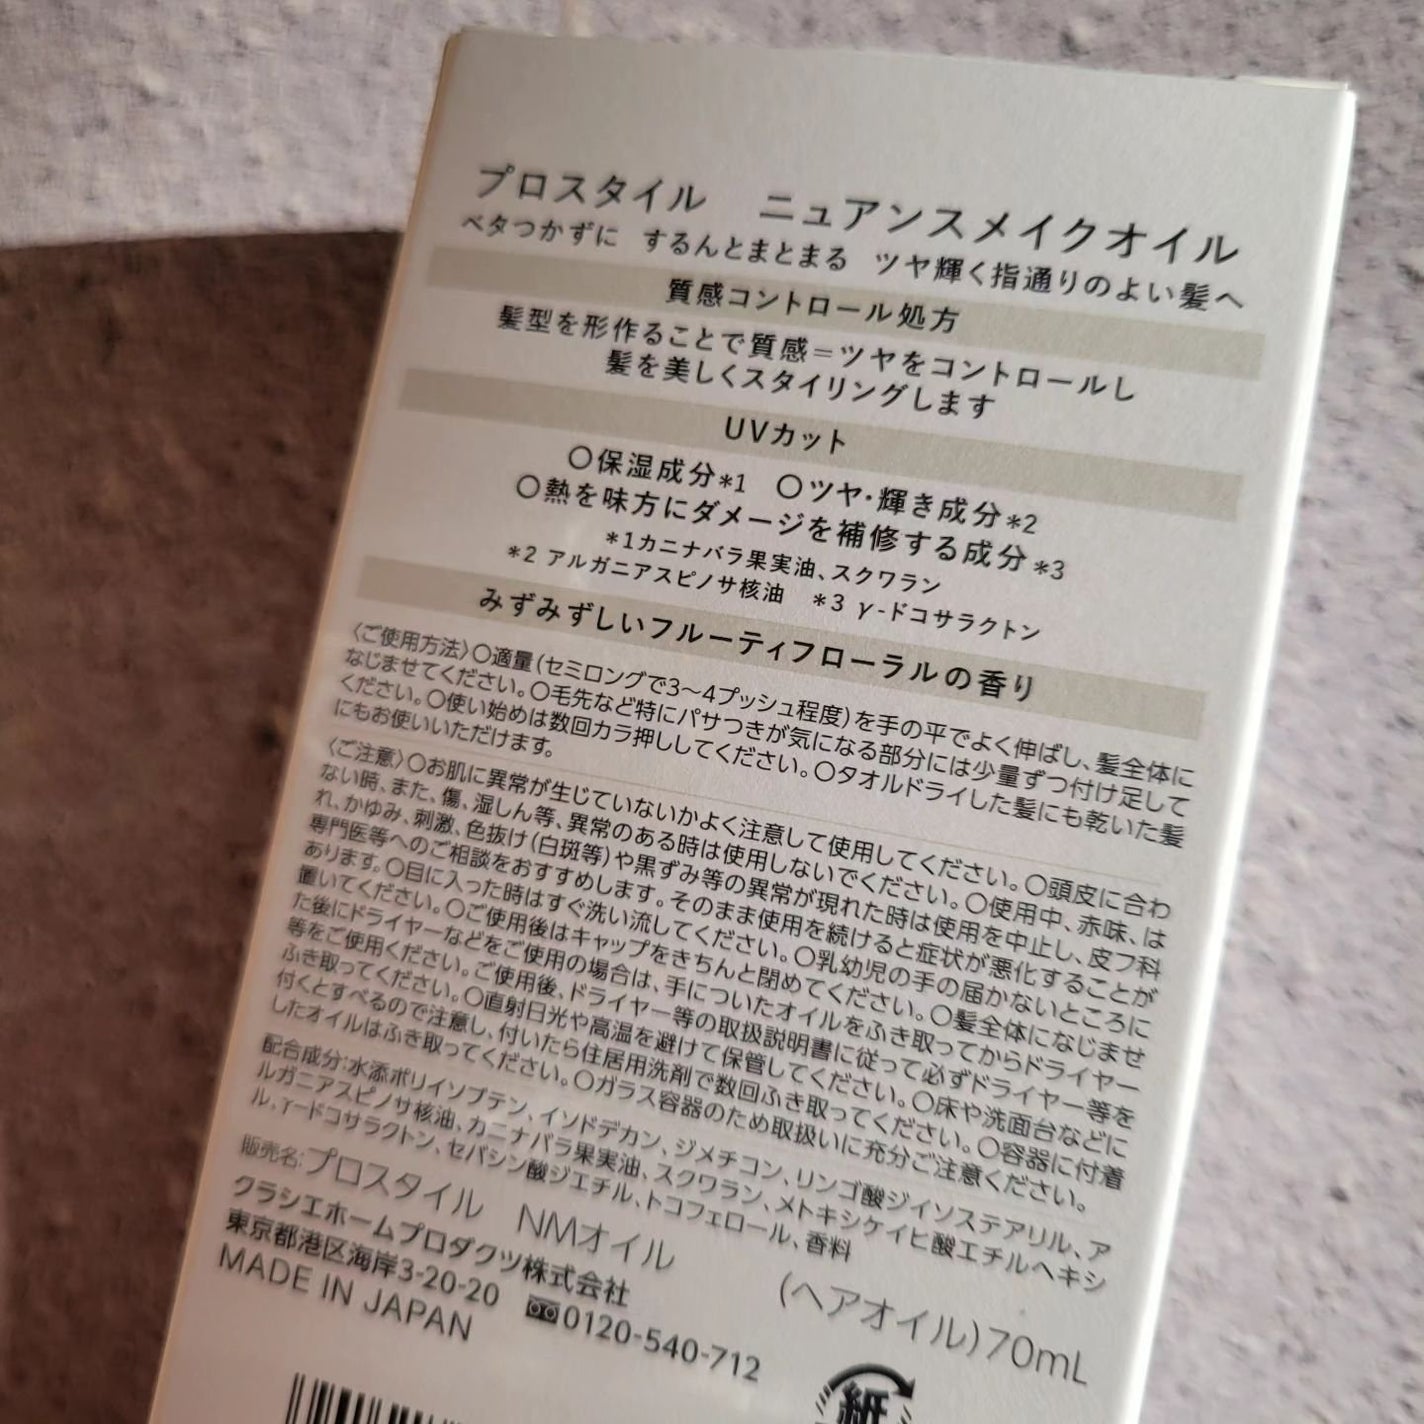 プロスタイル　ニュアンスメイクオイル
ベタつかずに　するんとまとまる　ツヤ輝く指通りのよい髪へ
質感コントロール処方
髪型を形作ることで質感＝ツヤをコントロールし
髪を美しくスタイリングします
UVカット
〇保湿成分*1　〇ツヤ・輝き成分*2
〇熱を味方にダメージを補修する成分*3
*1カニナバラ果実油、スクワラン
*2 アルガニアスピノサ核油　*3 γ-ドコサラクトン
みずみずしいフルーティフローラルの香り
〈ご使用方法〉〇適量(セミロングで3〜4プッシュ程度)を手の平でよく伸ばし、髪全体に
なじませてください。〇毛先など特にパサつきが気になる部分には少量ずつ付け足して
ください。〇使い始めは数回カラ押ししてください。〇タオルドライした髪にも乾いた髪
にもお使いいただけます。
〈ご注意〉〇お肌に異常が生じていないかよく注意して使用してください。〇頭皮に合わ
ない時、また、傷、湿しん等、異常のある時は使用しないでください。〇使用中、赤味、は
れ、かゆみ、刺激、色抜け(白斑等)や黒ずみ等の異常が現れた時は使用を中止し、皮フ科
専門医等へのご相談をおすすめします。そのまま使用を続けると症状が悪化することが
あります。〇目に入った時はすぐ洗い流してください。〇乳幼児の手の届かないところに
置いてください。〇ご使用後はキャップをきちんと閉めてください。〇髪全体になじませ
た後にドライヤーなどをご使用の場合は、手についたオイルをふき取ってからドライヤー
等をご使用ください。ご使用後、ドライヤー等の取扱説明書に従って必ずドライヤー等を
ふき取ってください。〇直射日光や高温を避けて保管してください。〇床や洗面台などに
付くとすべるので注意し、付いたら住居用洗剤で数回ふき取ってください。〇容器に付着
したオイルはふき取ってください。〇ガラス容器のため取扱いに充分ご注意ください。
配合成分:水添ポリイソブテン、イソドデカン、ジメチコン、リンゴ酸ジイソステアリル、ア
ルガニアスピノサ核油、カニナバラ果実油、スクワラン、メトキシケイヒ酸エチルヘキシ
ル、γ-ドコサラクトン、セバシン酸ジエチル、トコフェロール、香料
販売名:プロスタイル　NMオイル　(ヘアオイル)70mL
クラシエホームプロダクツ株式会社
東京都港区海岸3-20-20　0120-540-712
MADE IN JAPAN
紙